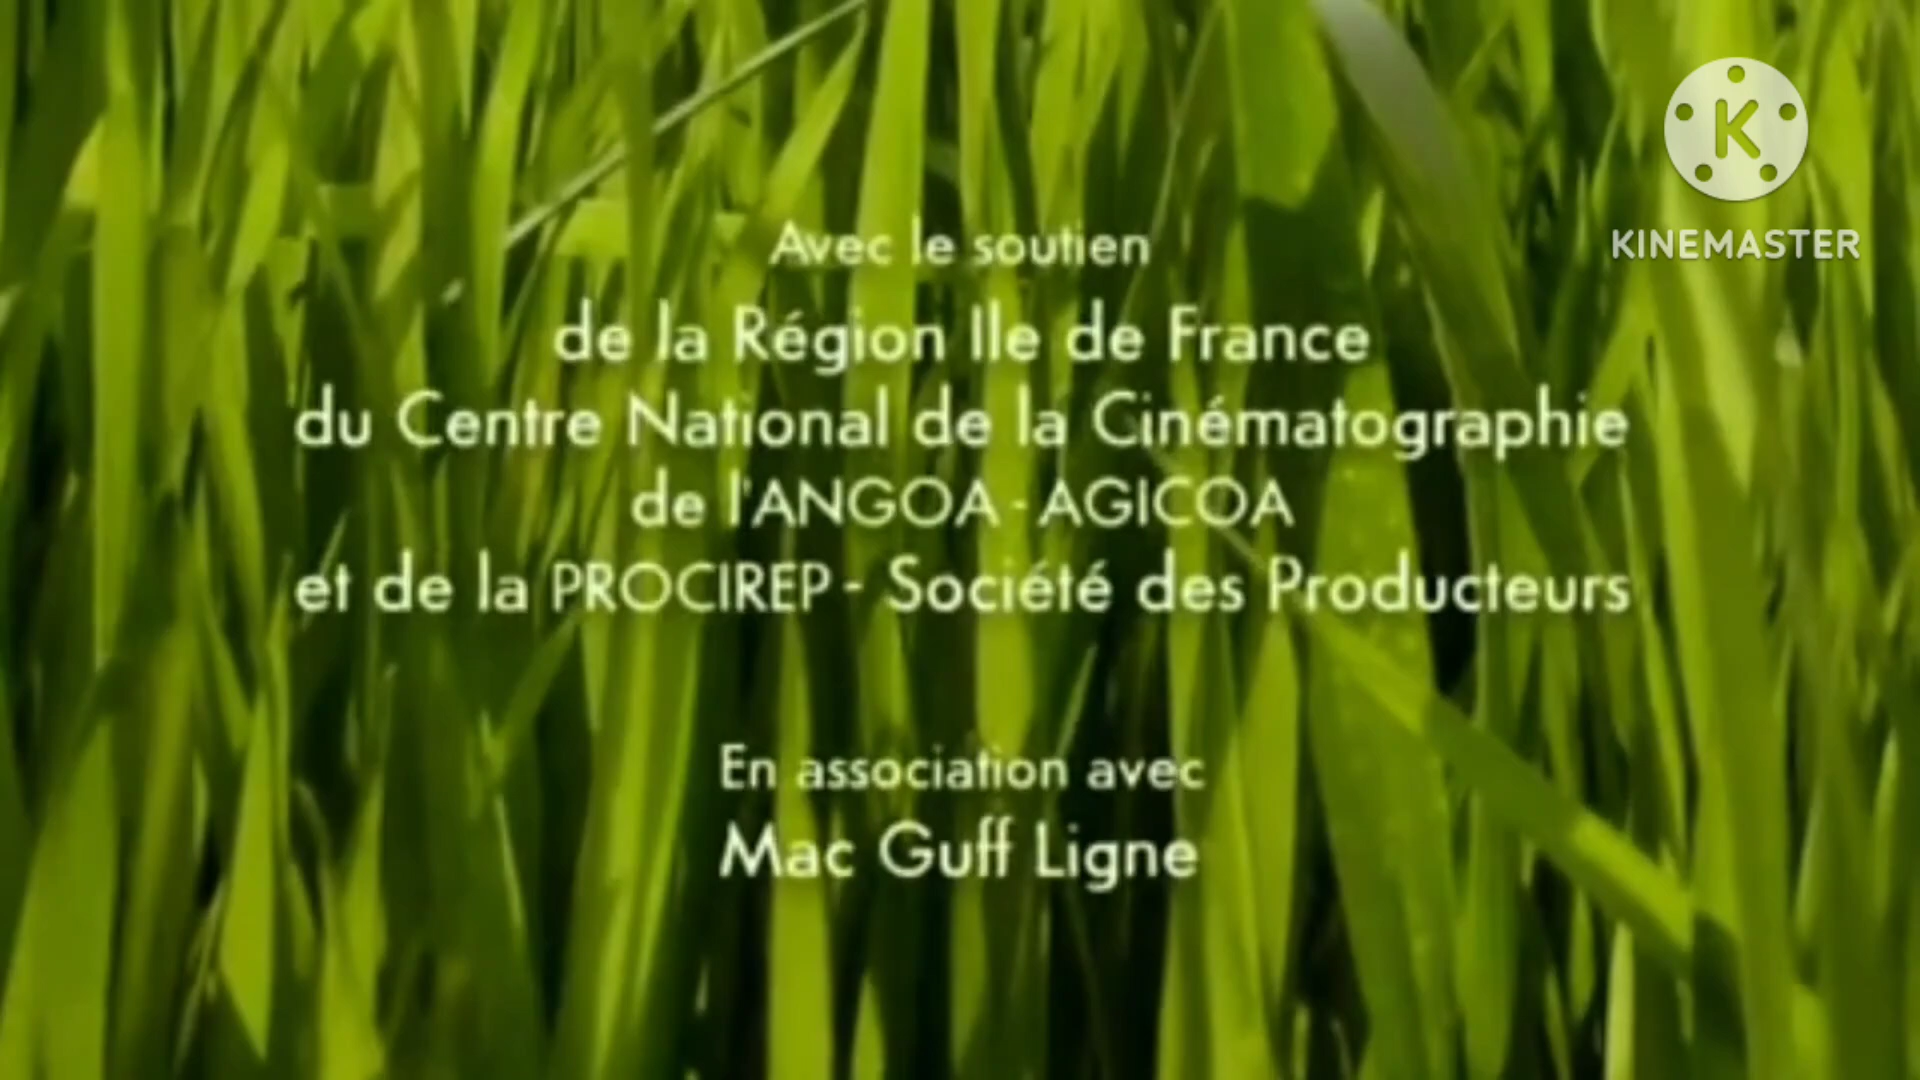 Avec le soutien
de la Région Ile de France
du Centre National de la Cinématographie
de l'ANGOA - AGICOA
et de la PROCIREP - Société des Producteurs
En association avec
Mac Guff Ligne
K
KINEMASTER